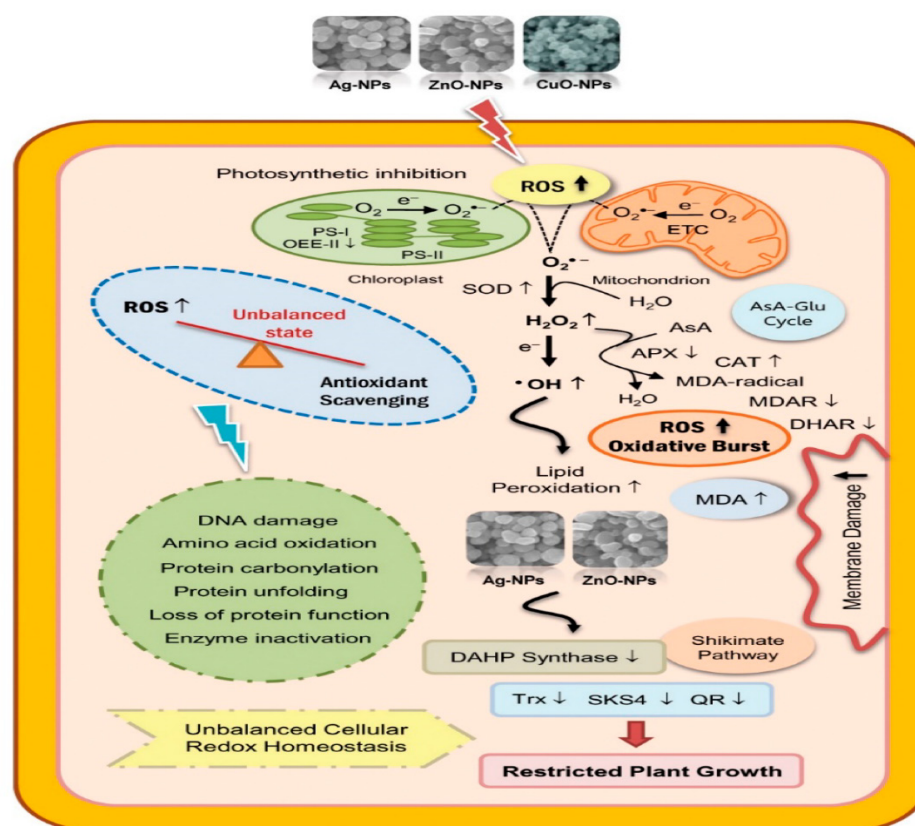 Ag-NPs
ZnO-NPs
CuO-NPs
Photosynthetic inhibition
ROS ⬆
O₂ e⁻ → O₂•−
PS-I
OEE-II ↓
PS-II
Chloroplast
O₂•− ← e⁻ O₂
ETC
Mitochondrion
O₂•−
SOD ↑
H₂O
H₂O₂ ↑
e⁻
•OH ↑
AsA
APX ↓
H₂O
MDA-radical
AsA-Glu
Cycle
CAT ↑
MDAR ↓
DHAR ↓
ROS ↑
Unbalanced
state
Antioxidant
Scavenging
ROS ⬆
Oxidative Burst
Lipid
Peroxidation ↑
MDA ↑
Membrane Damage ⬆
DNA damage
Amino acid oxidation
Protein carbonylation
Protein unfolding
Loss of protein function
Enzyme inactivation
Ag-NPs
ZnO-NPs
DAHP Synthase ↓
Shikimate
Pathway
Trx ↓ SKS4 ↓ QR ↓
Unbalanced Cellular
Redox Homeostasis
Restricted Plant Growth